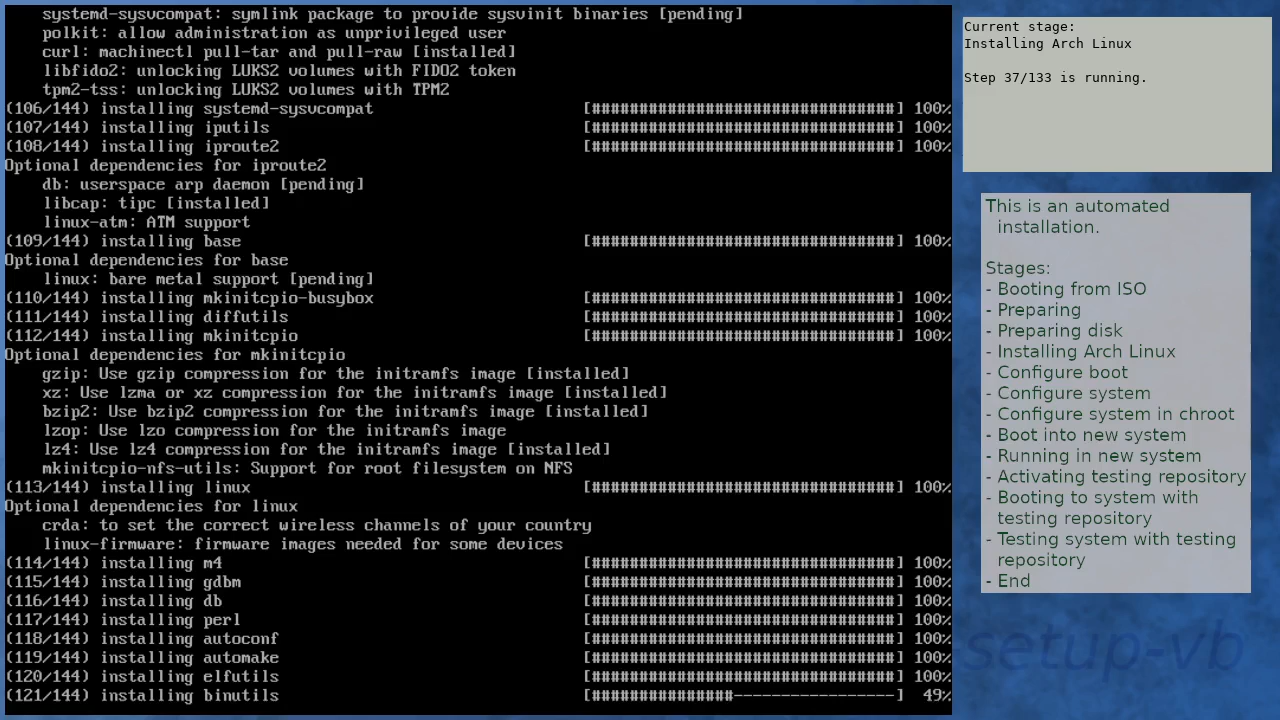 systemd-sysvcompat: symlink package to provide sysvinit binaries [pending]
polkit: allow administration as unprivileged user
curl: machinectl pull-tar and pull-raw [installed]
libfido2: unlocking LUKS2 volumes with FIDO2 token
tpm2-tss: unlocking LUKS2 volumes with TPM2
(106/144) installing systemd-sysvcompat [################################] 100%
(107/144) installing iputils [################################] 100%
(108/144) installing iproute2 [################################] 100%
Optional dependencies for iproute2
db: userspace arp daemon [pending]
libcap: tipc [installed]
linux-atm: ATM support
(109/144) installing base [################################] 100%
Optional dependencies for base
linux: bare metal support [pending]
(110/144) installing mkinitcpio-busybox [################################] 100%
(111/144) installing diffutils [################################] 100%
(112/144) installing mkinitcpio [################################] 100%
Optional dependencies for mkinitcpio
gzip: Use gzip compression for the initramfs image [installed]
xz: Use lzma or xz compression for the initramfs image [installed]
bzip2: Use bzip2 compression for the initramfs image [installed]
lzop: Use lzo compression for the initramfs image
lz4: Use lz4 compression for the initramfs image [installed]
mkinitcpio-nfs-utils: Support for root filesystem on NFS
(113/144) installing linux [################################] 100%
Optional dependencies for linux
crda: to set the correct wireless channels of your country
linux-firmware: firmware images needed for some devices
(114/144) installing m4 [################################] 100%
(115/144) installing gdbm [################################] 100%
(116/144) installing db [################################] 100%
(117/144) installing perl [################################] 100%
(118/144) installing autoconf [################################] 100%
(119/144) installing automake [################################] 100%
(120/144) installing elfutils [################################] 100%
(121/144) installing binutils [###############-----------------] 49%
Current stage:
Installing Arch Linux
Step 37/133 is running.
This is an automated
installation.
Stages:
- Booting from ISO
- Preparing
- Preparing disk
- Installing Arch Linux
- Configure boot
- Configure system
- Configure system in chroot
- Boot into new system
- Running in new system
- Activating testing repository
- Booting to system with
testing repository
- Testing system with testing
repository
- End
setup-vb